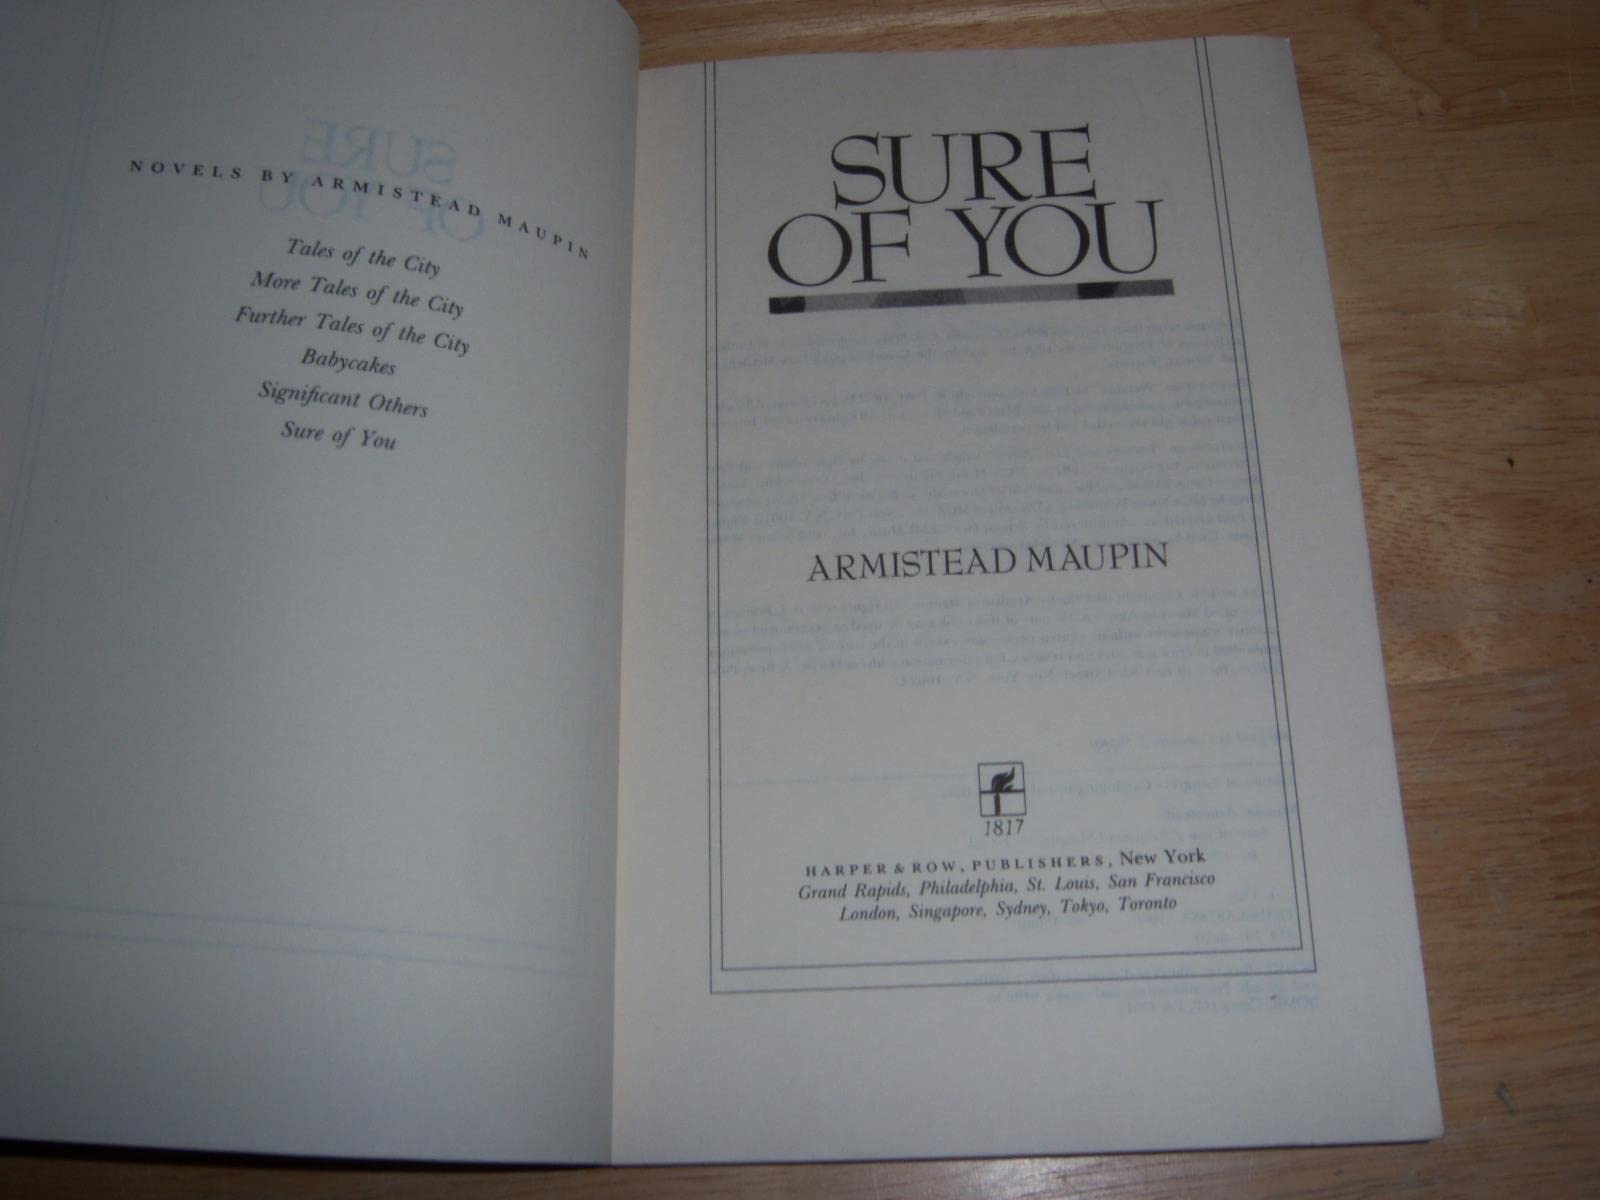 NOVELS BY ARMISTEAD MAUPIN
Tales of the City
More Tales of the City
Further Tales of the City
Babycakes
Significant Others
Sure of You
SURE
OF YOU
ARMISTEAD MAUPIN
1817
HARPER & ROW, PUBLISHERS, New York
Grand Rapids, Philadelphia, St. Louis, San Francisco
London, Singapore, Sydney, Tokyo, Toronto